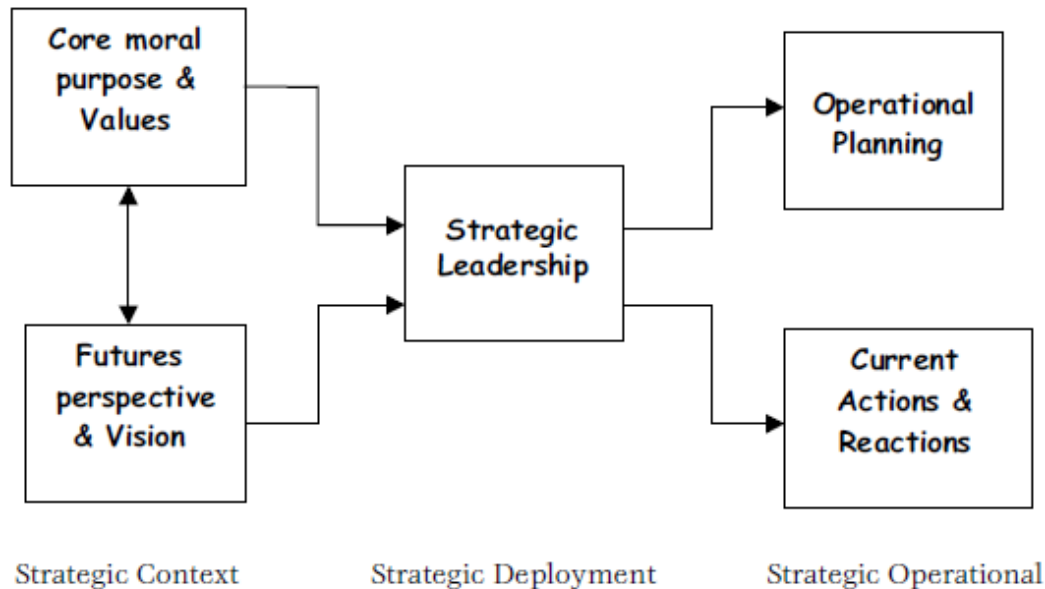 Core moral
purpose &
Values
Futures
perspective
& Vision
Strategic
Leadership
Operational
Planning
Current
Actions &
Reactions
Strategic Context
Strategic Deployment
Strategic Operational